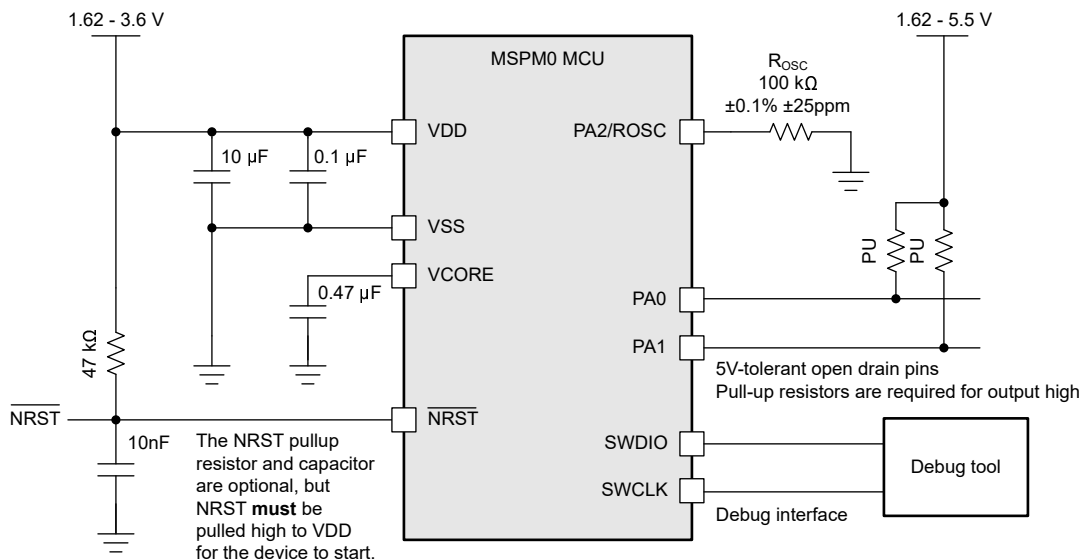 1.62 - 3.6 V
1.62 - 5.5 V
MSPM0 MCU
R_OSC
100 kΩ
±0.1% ±25ppm
VDD
PA2/ROSC
10 µF
0.1 µF
VSS
VCORE
0.47 µF
PU
PU
PA0
PA1
47 kΩ
5V-tolerant open drain pins
Pull-up resistors are required for output high
NRST
NRST
10nF
The NRST pullup
resistor and capacitor
are optional, but
NRST must be
pulled high to VDD
for the device to start.
SWDIO
SWCLK
Debug tool
Debug interface